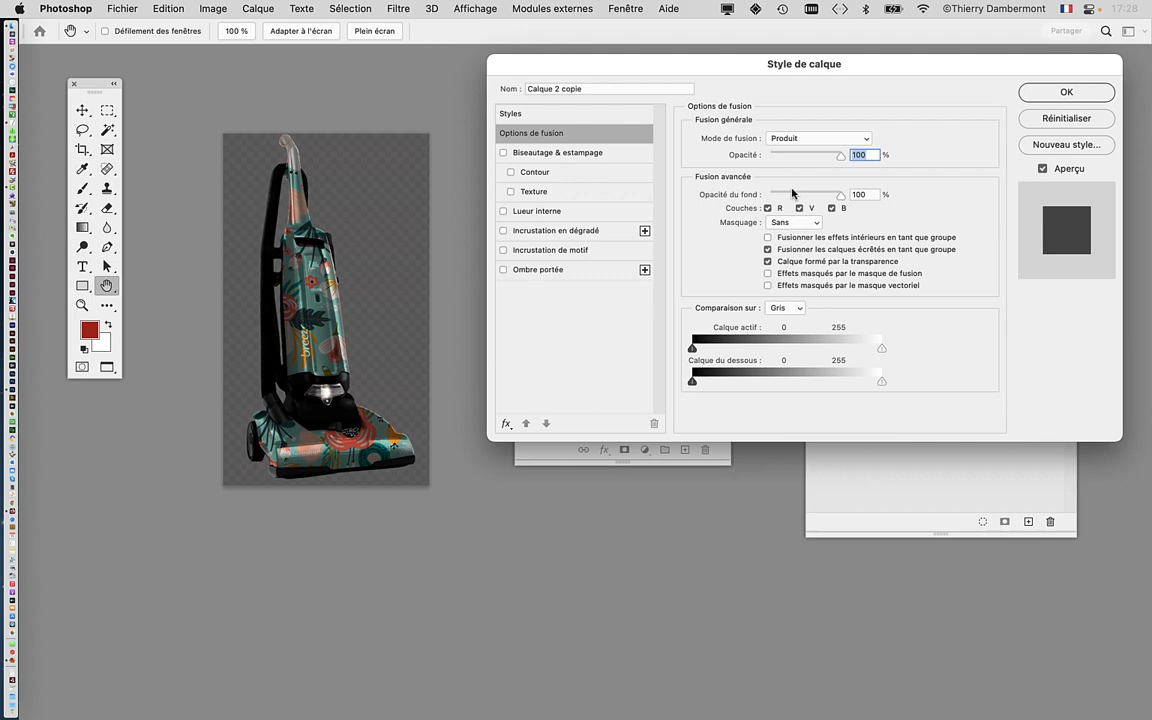 Photoshop Fichier Edition Image Calque Texte Sélection Filtre 3D Affichage Modules externes Fenêtre Aide ©Thierry Dambermont 17:28
Défilement des fenêtres 100 % Adapter à l'écran Plein écran Partager
Style de calque
Nom : Calque 2 copie
Styles
Options de fusion
Biseautage & estampage
Contour
Texture
Lueur interne
Incrustation en dégradé
Incrustation de motif
Ombre portée
fx
Options de fusion
Fusion générale
Mode de fusion : Produit
Opacité : 100 %
Fusion avancée
Opacité du fond : 100 %
Couches : R V B
Masquage : Sans
Fusionner les effets intérieurs en tant que groupe
Fusionner les calques écrêtés en tant que groupe
Calque formé par la transparence
Effets masqués par le masque de fusion
Effets masqués par le masque vectoriel
Comparaison sur : Gris
Calque actif : 0 255
Calque du dessous : 0 255
OK
Réinitialiser
Nouveau style...
Aperçu
breez
fx